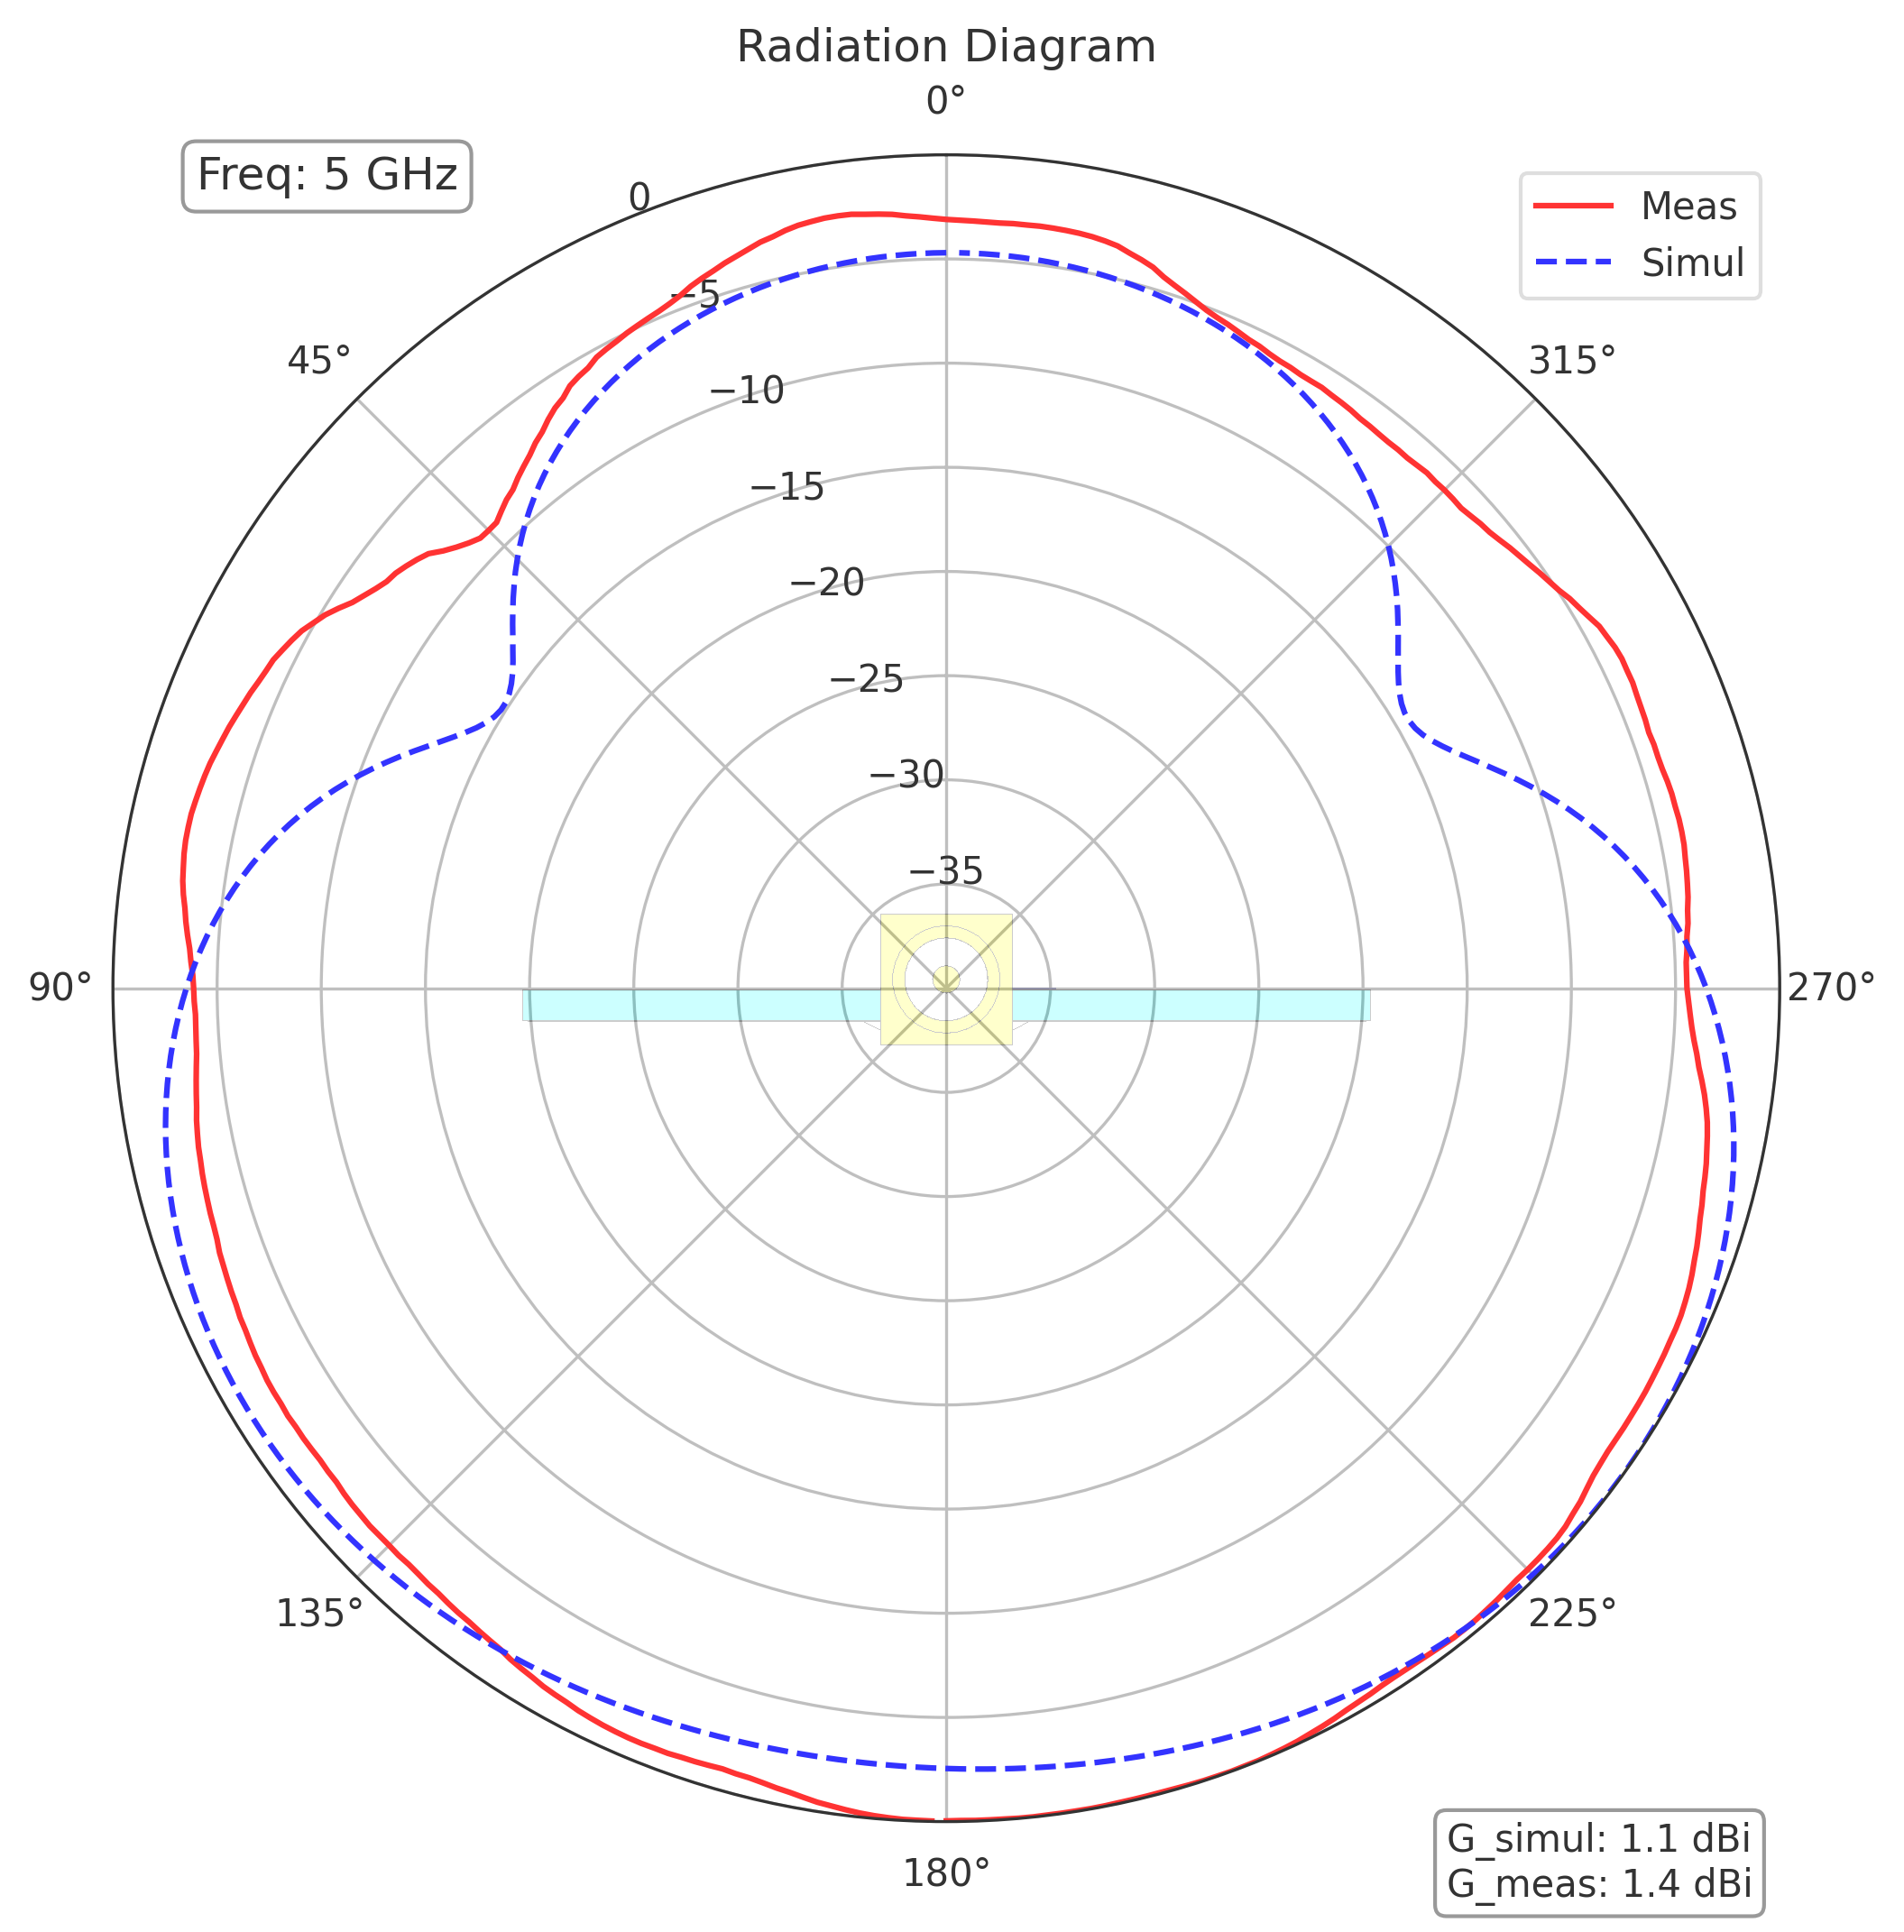 Radiation Diagram
0°
Freq: 5 GHz
0
Meas
Simul
−5
45°
315°
−10
−15
−20
−25
−30
−35
90°
270°
135°
225°
180°
G_simul: 1.1 dBi
G_meas: 1.4 dBi